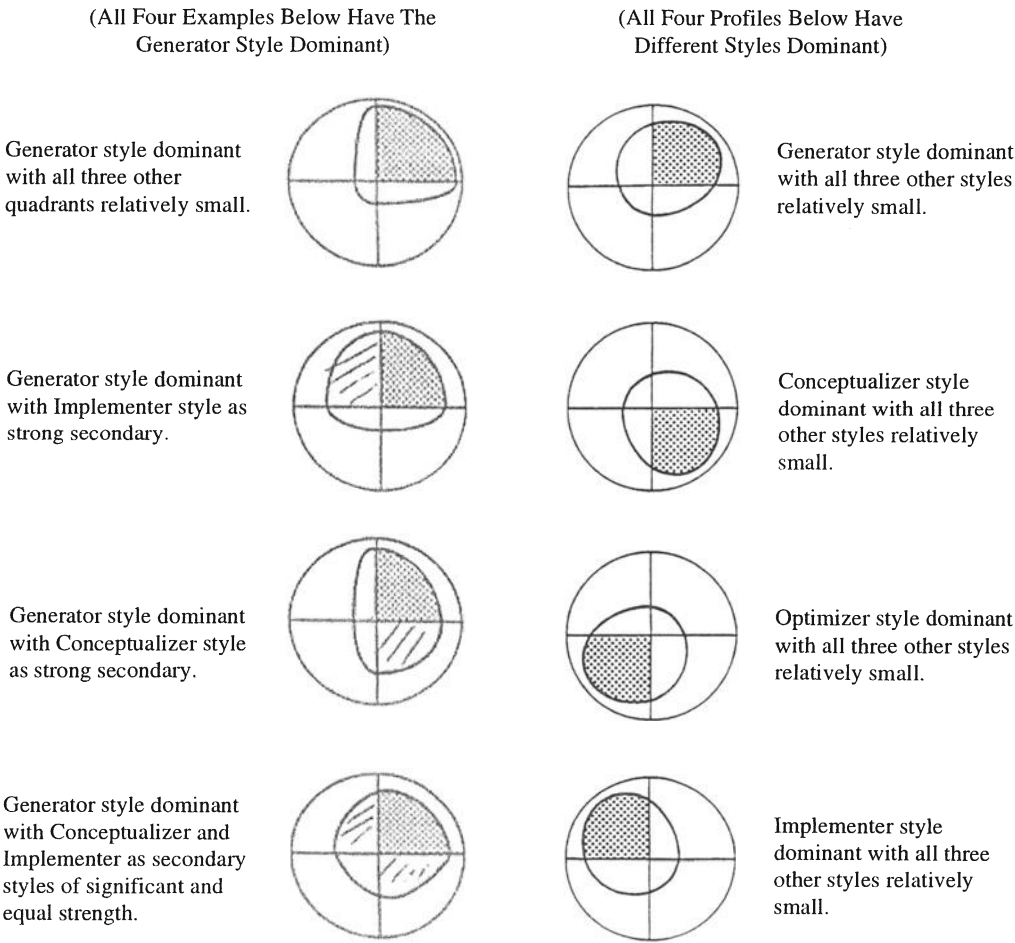 (All Four Examples Below Have The
Generator Style Dominant)
(All Four Profiles Below Have
Different Styles Dominant)
Generator style dominant
with all three other
quadrants relatively small.
Generator style dominant
with all three other styles
relatively small.
Generator style dominant
with Implementer style as
strong secondary.
Conceptualizer style
dominant with all three
other styles relatively
small.
Generator style dominant
with Conceptualizer style
as strong secondary.
Optimizer style dominant
with all three other styles
relatively small.
Generator style dominant
with Conceptualizer and
Implementer as secondary
styles of significant and
equal strength.
Implementer style
dominant with all three
other styles relatively
small.